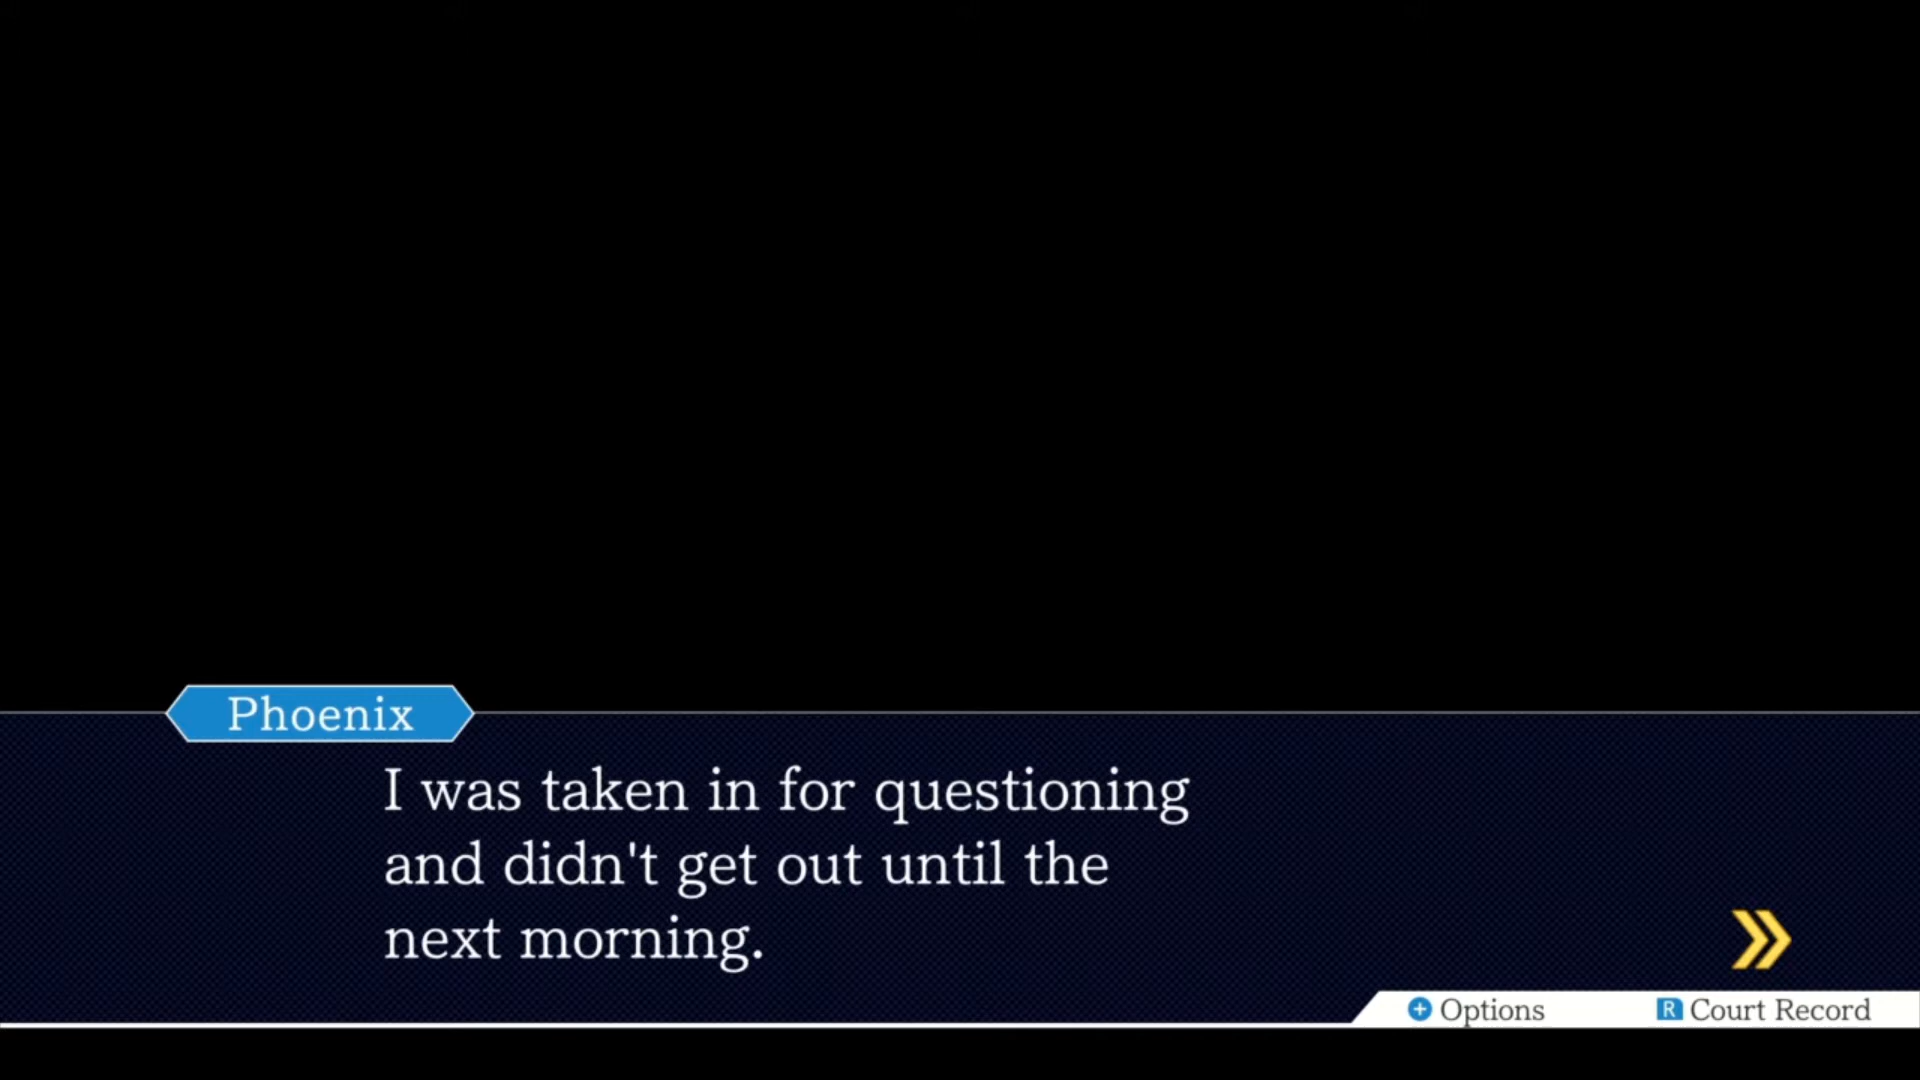 Phoenix
I was taken in for questioning
and didn't get out until the
next morning.
+ Options R Court Record